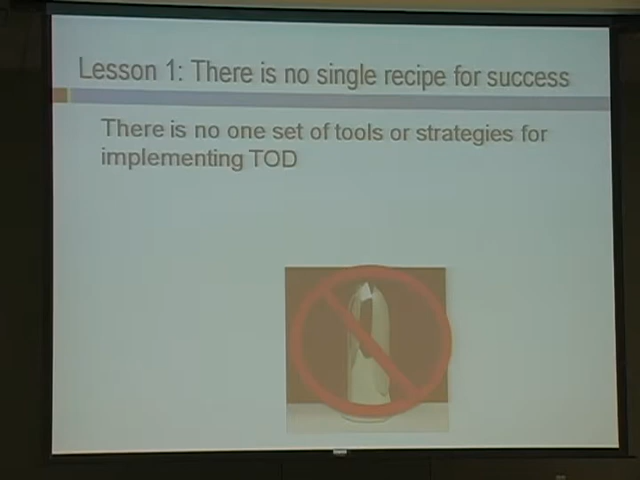 Lesson 1: There is no single recipe for success
There is no one set of tools or strategies for
implementing TOD